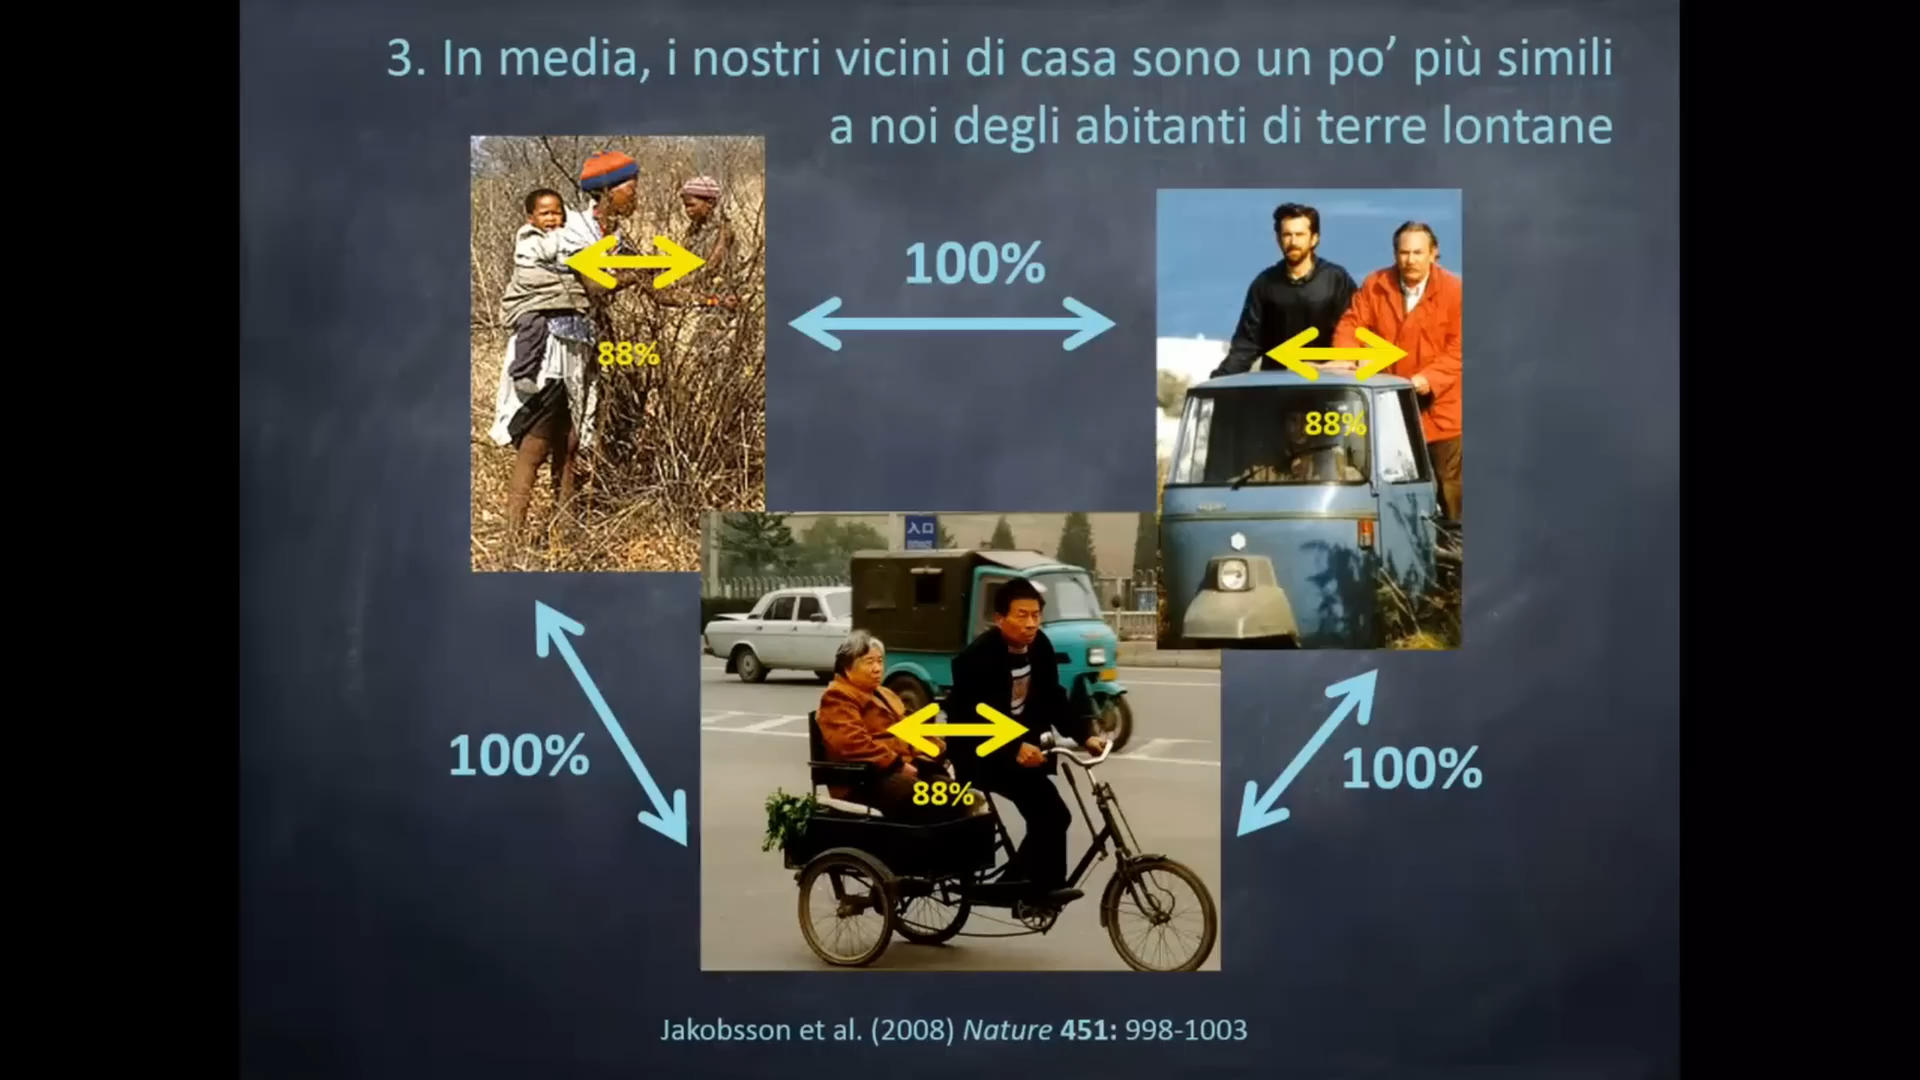 3. In media, i nostri vicini di casa sono un po’ più simili
a noi degli abitanti di terre lontane
100%
88%
88%
入口
100%
100%
88%
Jakobsson et al. (2008) Nature 451: 998-1003